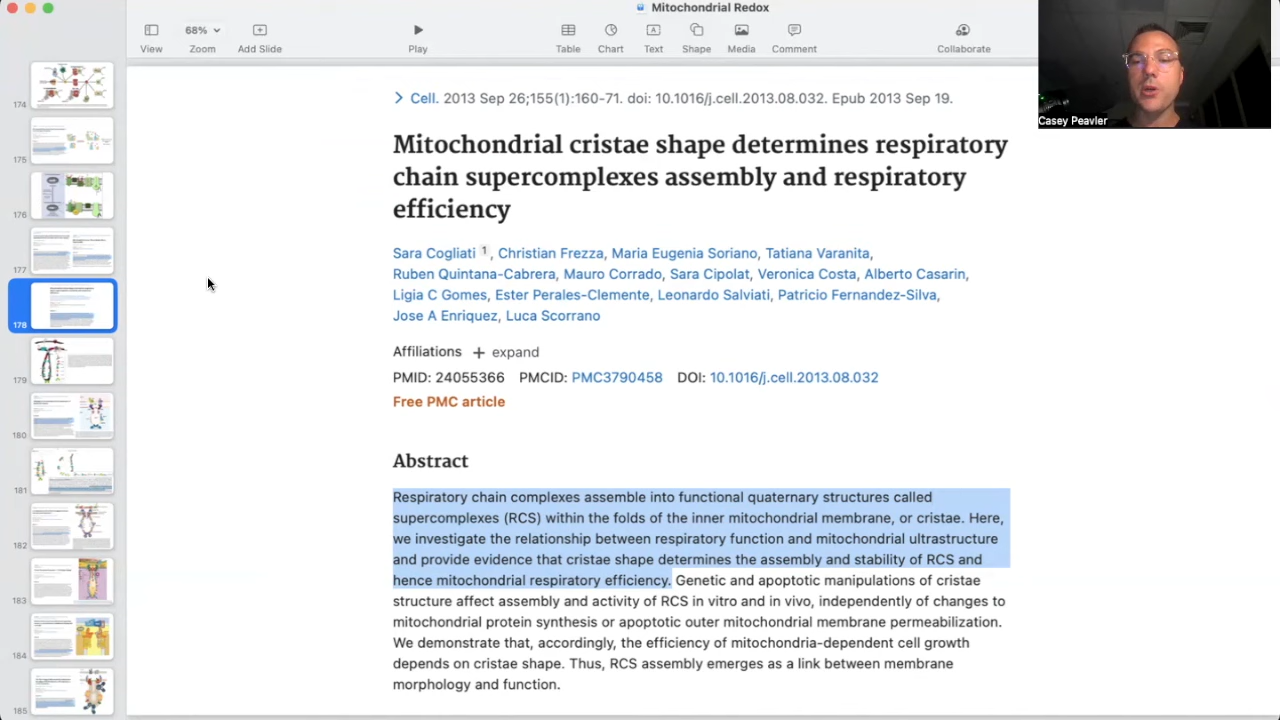 Mitochondrial Redox
68%
View
Zoom
Add Slide
Play
Table
Chart
Text
Shape
Media
Comment
Collaborate
Casey Peavler
174
175
176
177
178
179
180
181
182
183
164
165
Cell. 2013 Sep 26;155(1):160-71. doi: 10.1016/j.cell.2013.08.032. Epub 2013 Sep 19.
Mitochondrial cristae shape determines respiratory
chain supercomplexes assembly and respiratory
efficiency
Sara Cogliati, Christian Frezza, Maria Eugenia Soriano, Tatiana Varanita,
Ruben Quintana-Cabrera, Mauro Corrado, Sara Cipolat, Veronica Costa, Alberto Casarin,
Ligia C Gomes, Ester Perales-Clemente, Leonardo Salviati, Patricio Fernandez-Silva,
Jose A Enriquez, Luca Scorrano
Affiliations + expand
PMID: 24055366 PMCID: PMC3790458 DOI: 10.1016/j.cell.2013.08.032
Free PMC article
Abstract
Respiratory chain complexes assemble into functional quaternary structures called
supercomplexes (RCS) within the folds of the inner mitochondrial membrane, or cristae. Here,
we investigate the relationship between respiratory function and mitochondrial ultrastructure
and provide evidence that cristae shape determines the assembly and stability of RCS and
hence mitochondrial respiratory efficiency. Genetic and apoptotic manipulations of cristae
structure affect assembly and activity of RCS in vitro and in vivo, independently of changes to
mitochondrial protein synthesis or apoptotic outer mitochondrial membrane permeabilization.
We demonstrate that, accordingly, the efficiency of mitochondria-dependent cell growth
depends on cristae shape. Thus, RCS assembly emerges as a link between membrane
morphology and function.